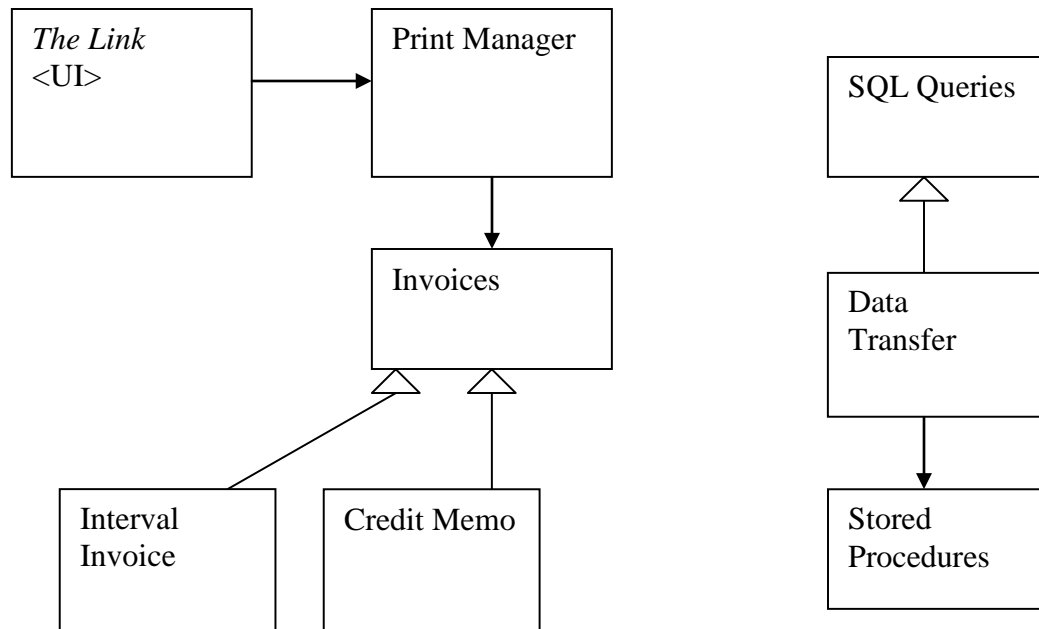 The Link
<UI>
Print Manager
SQL Queries
Invoices
Data
Transfer
Interval
Invoice
Credit Memo
Stored
Procedures